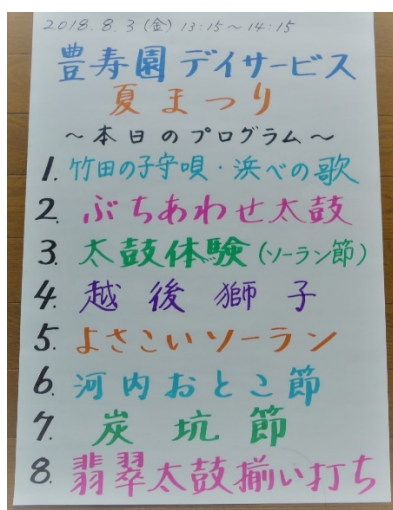 2018.8.3(金) 13:15～14:15
豊寿園デイサービス
夏まつり
～本日のプログラム～
1. 竹田の子守唄・浜べの歌
2. ぶちあわせ太鼓
3. 太鼓体験(ソーラン節)
4. 越後獅子
5. よさこいソーラン
6. 河内おとこ節
7. 炭坑節
8. 翡翠太鼓揃い打ち